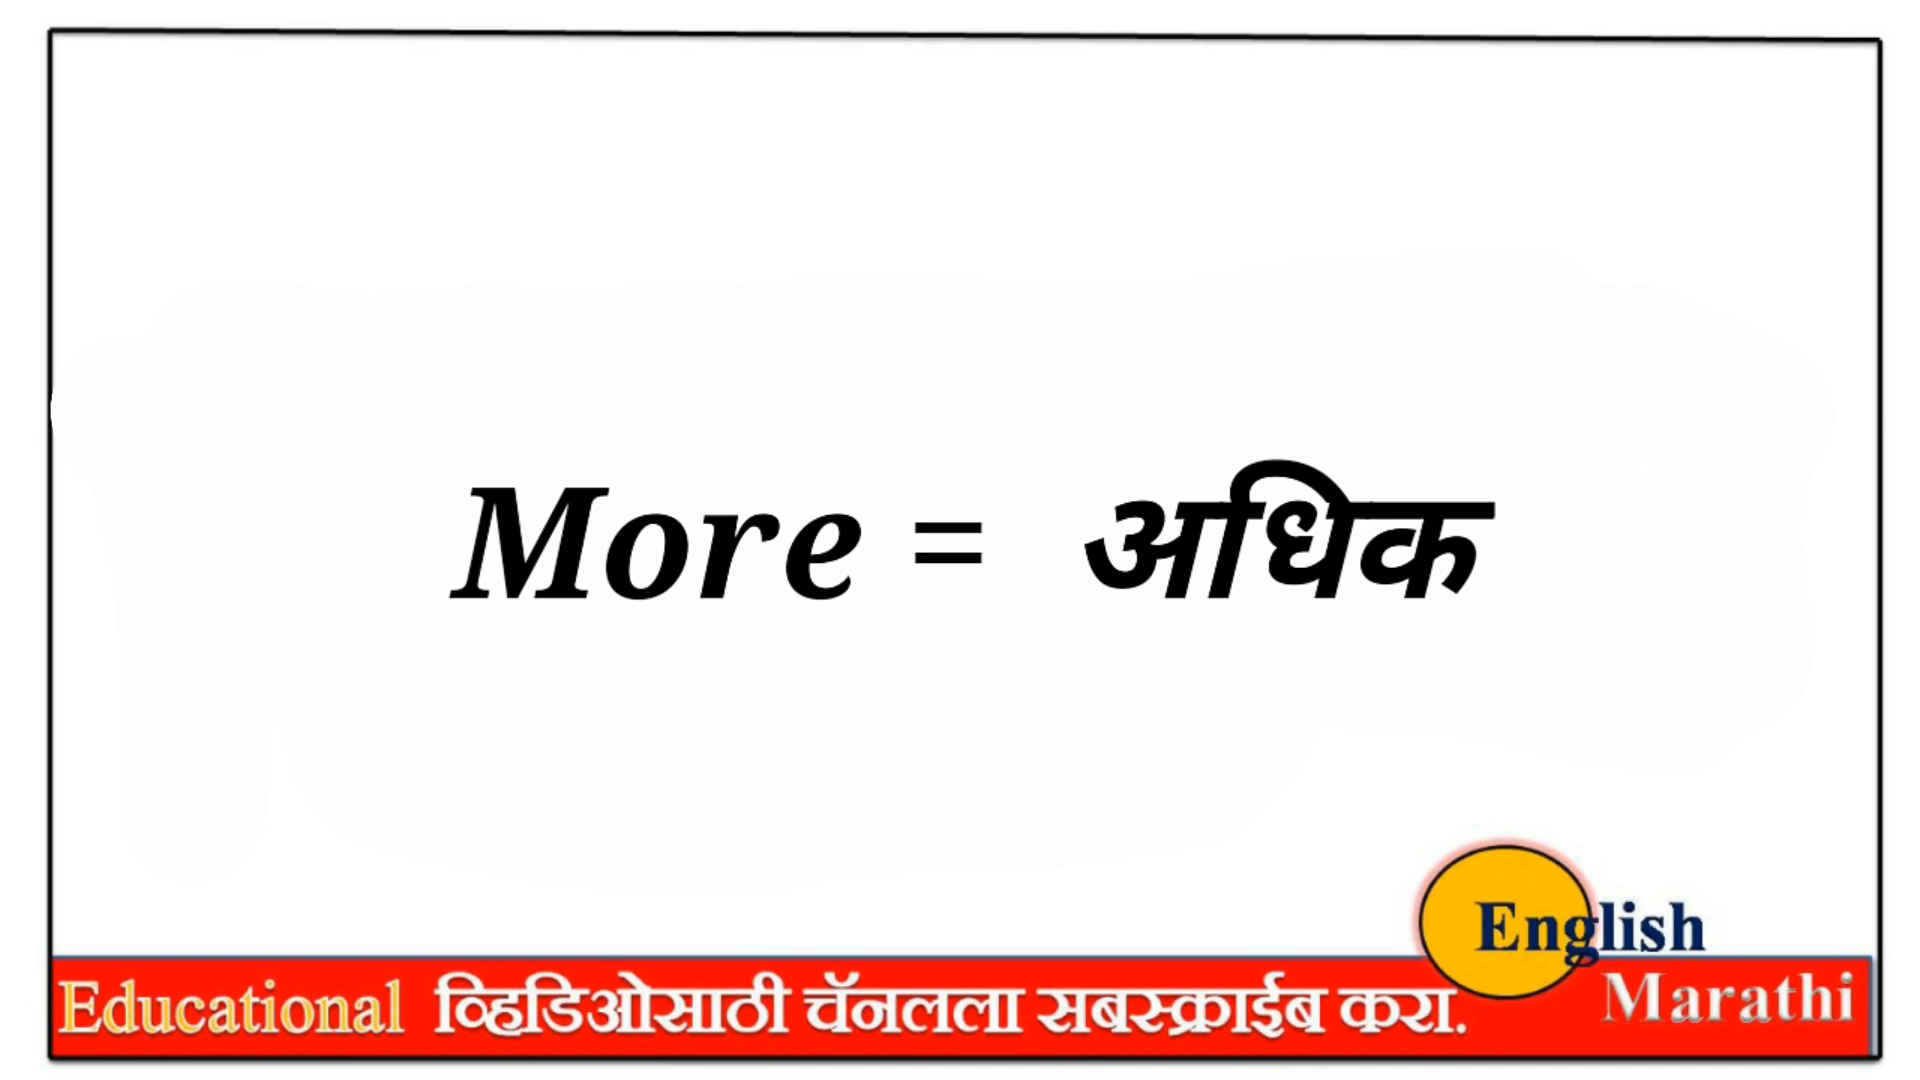 More = अधिक
English
Educational व्हिडिओसाठी चॅनलला सबस्क्राईब करा. Marathi